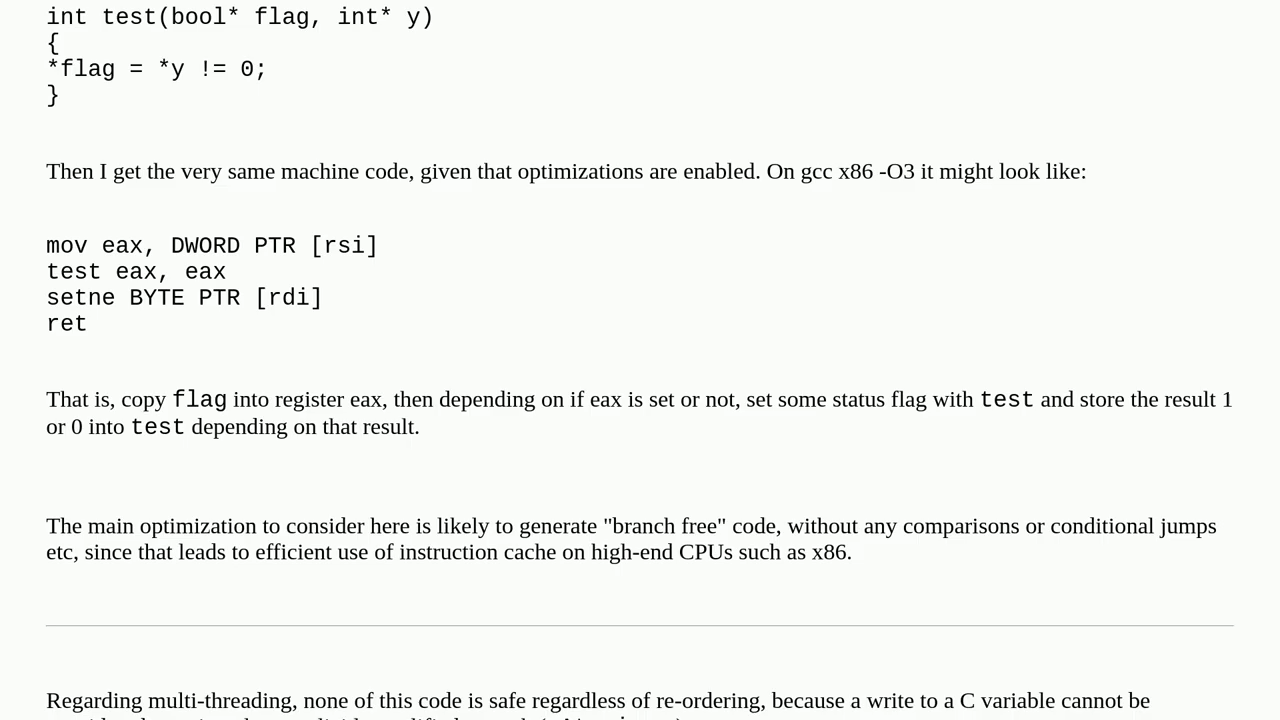 int test(bool* flag, int* y)
{
*flag = *y != 0;
}
Then I get the very same machine code, given that optimizations are enabled. On gcc x86 -O3 it might look like:
mov eax, DWORD PTR [rsi]
test eax, eax
setne BYTE PTR [rdi]
ret
That is, copy flag into register eax, then depending on if eax is set or not, set some status flag with test and store the result 1
or 0 into test depending on that result.
The main optimization to consider here is likely to generate "branch free" code, without any comparisons or conditional jumps
etc, since that leads to efficient use of instruction cache on high-end CPUs such as x86.
Regarding multi-threading, none of this code is safe regardless of re-ordering, because a write to a C variable cannot be